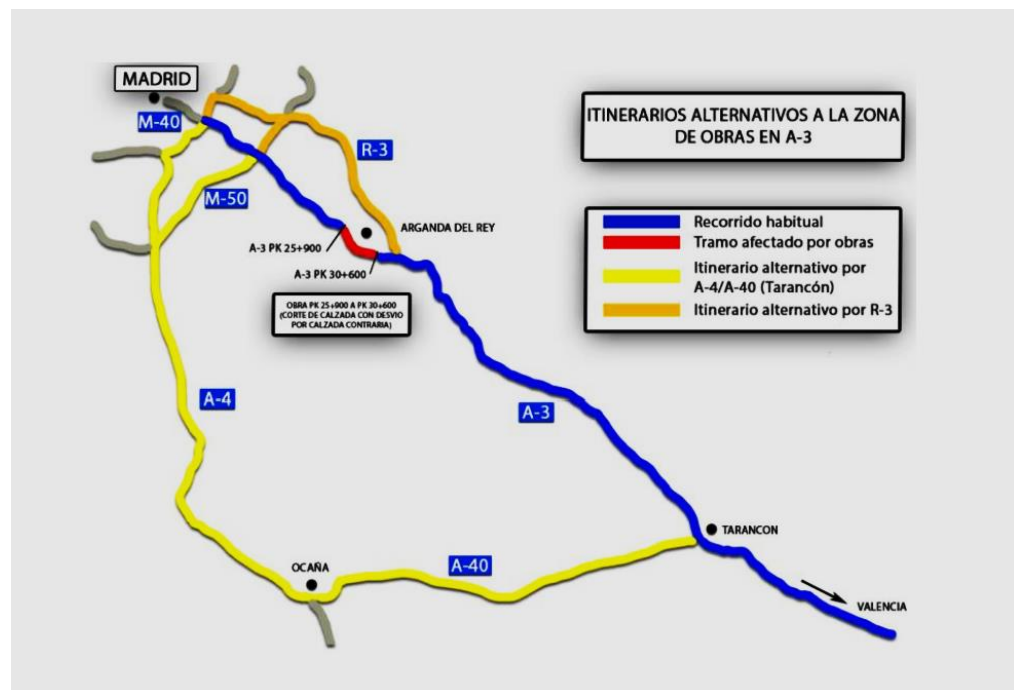 MADRID
M-40
R-3
M-50
ARGANDA DEL REY
A-3 PK 25+900
A-3 PK 30+600
OBRA PK 25+900 A PK 30+600
(CORTE DE CALZADA CON DESVIO
POR CALZADA CONTRARIA)
A-4
A-3
TARANCON
OCAÑA
A-40
VALENCIA
ITINERARIOS ALTERNATIVOS A LA ZONA
DE OBRAS EN A-3
Recorrido habitual
Tramo afectado por obras
Itinerario alternativo por
A-4/A-40 (Tarancón)
Itinerario alternativo por R-3